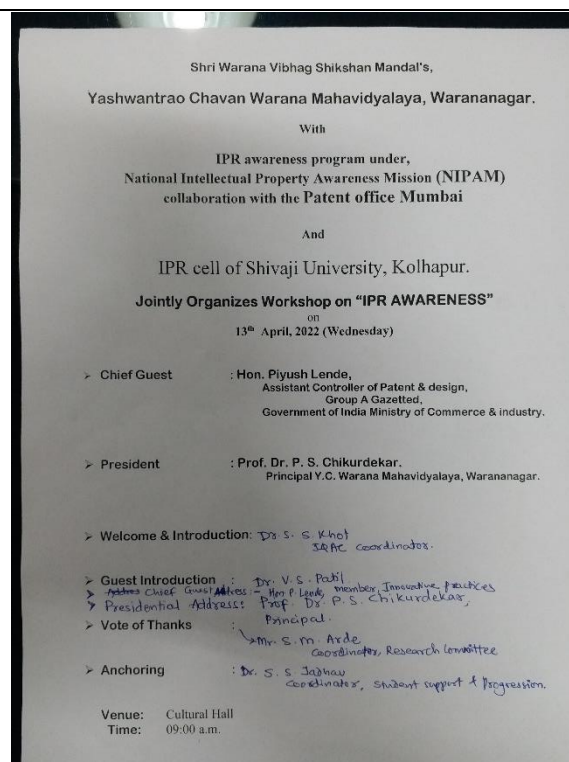 Shri Warana Vibhag Shikshan Mandal's,
Yashwantrao Chavan Warana Mahavidyalaya, Warananagar.
With
IPR awareness program under,
National Intellectual Property Awareness Mission (NIPAM)
collaboration with the Patent office Mumbai
And
IPR cell of Shivaji University, Kolhapur.
Jointly Organizes Workshop on “IPR AWARENESS”
on
13th April, 2022 (Wednesday)
➢ Chief Guest : Hon. Piyush Lende,
Assistant Controller of Patent & design,
Group A Gazetted,
Government of India Ministry of Commerce & industry.
➢ President : Prof. Dr. P. S. Chikurdekar.
Principal Y.C. Warana Mahavidyalaya, Warananagar.
➢ Welcome & Introduction: Dr. S. S. Khot
IQAC coordinator.
➢ Guest Introduction : Dr. V. S. Patil
member, Innovative practices
➢ Chief Guest Address :- Hon P. Lende,
➢ Presidential Address: Prof. Dr. P. S. Chikurdekar,
Principal.
➢ Vote of Thanks :
Mr. S. m. Arde
Coordinator, Research Committee
➢ Anchoring : Dr. S. S. Jadhav
coordinator, student support & Progression.
Venue: Cultural Hall
Time: 09:00 a.m.